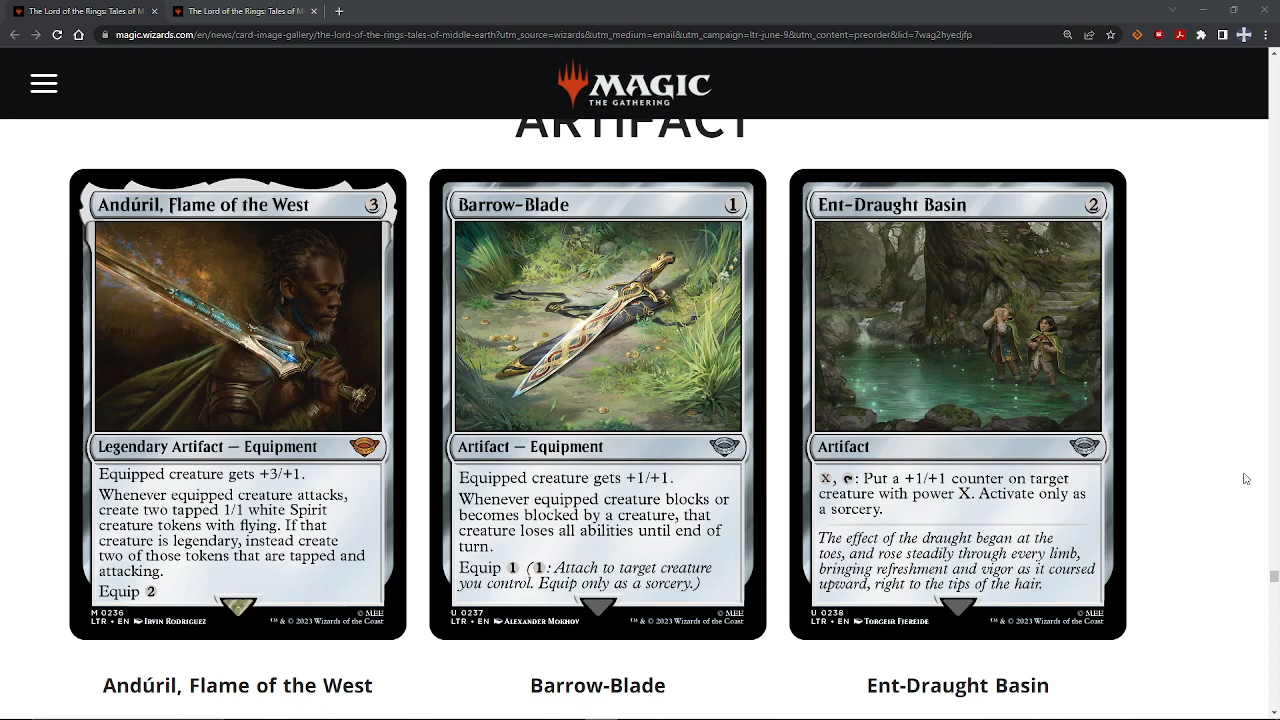 The Lord of the Rings: Tales of M
The Lord of the Rings: Tales of M
magic.wizards.com/en/news/card-image-gallery/the-lord-of-the-rings-tales-of-middle-earth?utm_source=wizards&utm_medium=email&utm_campaign=ltr-june-9&utm_content=preorder&lid=7wag2hyedjfp
MAGIC
THE GATHERING
ARTIFACT
Andúril, Flame of the West 3
Legendary Artifact — Equipment
Equipped creature gets +3/+1.
Whenever equipped creature attacks,
create two tapped 1/1 white Spirit
creature tokens with flying. If that
creature is legendary, instead create
two of those tokens that are tapped and
attacking.
Equip 2
M 0236
LTR • EN Irvin Rodriguez
© MEE
™ & © 2023 Wizards of the Coast
Barrow-Blade 1
Artifact — Equipment
Equipped creature gets +1/+1.
Whenever equipped creature blocks or
becomes blocked by a creature, that
creature loses all abilities until end of
turn.
Equip 1 (1: Attach to target creature
you control. Equip only as a sorcery.)
U 0237
LTR • EN Alexander Mokhov
© MEE
™ & © 2023 Wizards of the Coast
Ent-Draught Basin 2
Artifact
X, : Put a +1/+1 counter on target
creature with power X. Activate only as
a sorcery.
The effect of the draught began at the
toes, and rose steadily through every limb,
bringing refreshment and vigor as it coursed
upward, right to the tips of the hair.
U 0238
LTR • EN Torgeir Fjereide
© MEE
™ & © 2023 Wizards of the Coast
Andúril, Flame of the West
Barrow-Blade
Ent-Draught Basin